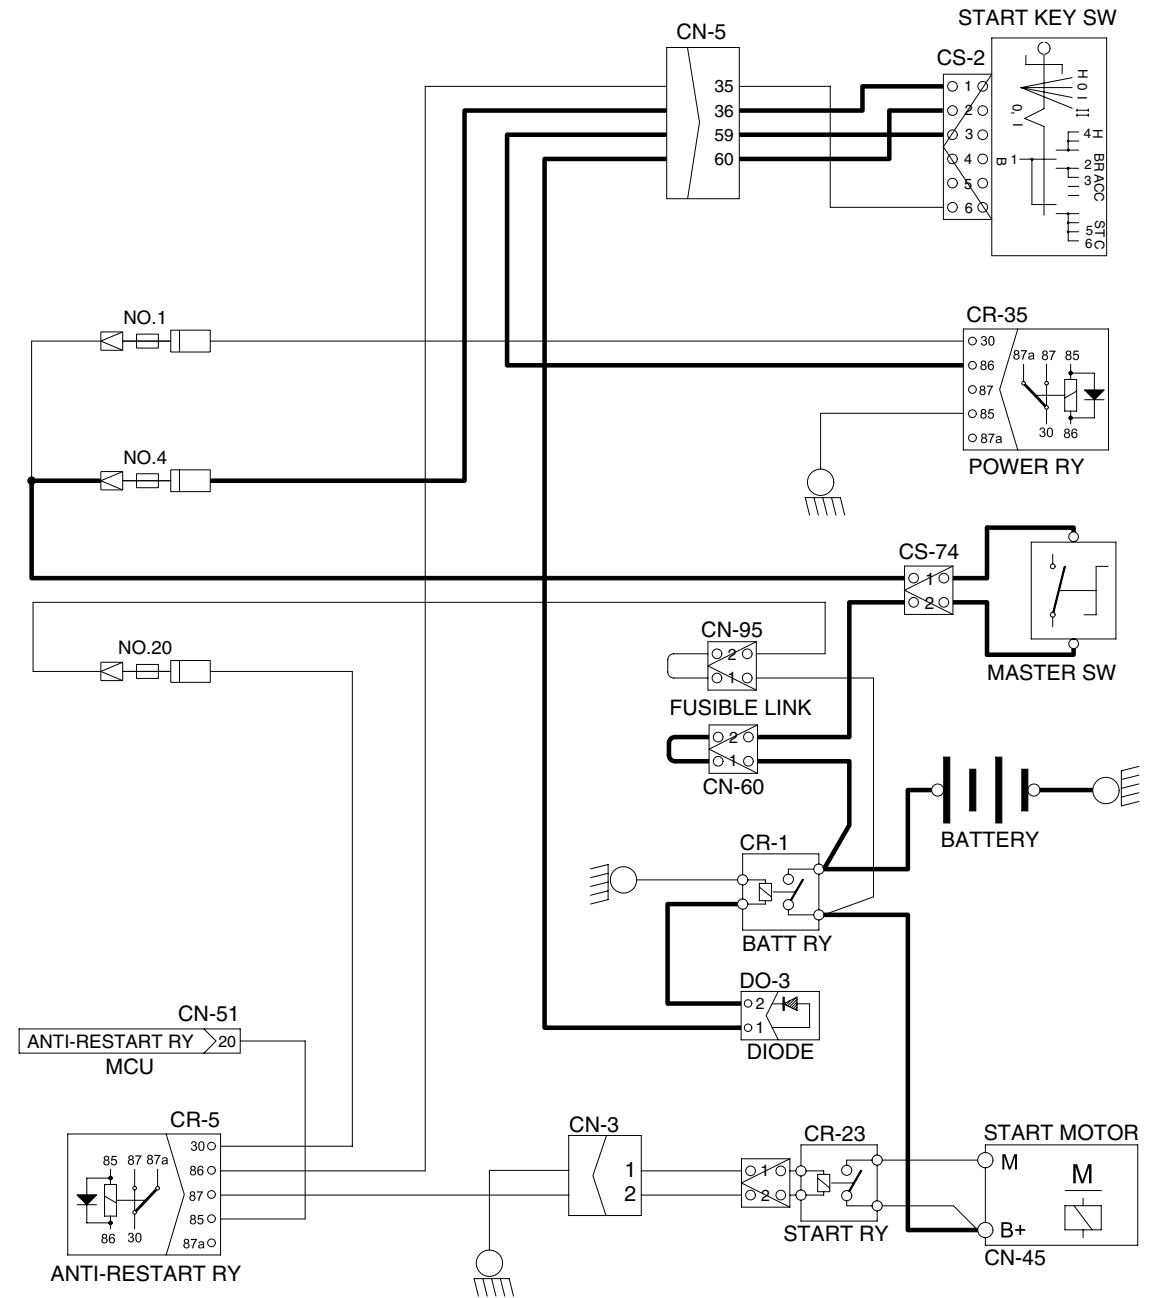 START KEY SW
CN-5
CS-2
35
36
59
60
1
2
3
4
5
6
H
O
I
II
O, I
B
1
4
H
2
BR
3
ACC
5
ST
6
C
NO.1
CR-35
30
86
87
85
87a
87a 87 85
30 86
POWER RY
NO.4
CS-74
1
2
MASTER SW
NO.20
CN-95
2
1
FUSIBLE LINK
2
1
CN-60
BATTERY
CR-1
BATT RY
DO-3
2
1
DIODE
CN-51
ANTI-RESTART RY 20
MCU
CR-5
30
86
87
85
87a
85 87 87a
86 30
ANTI-RESTART RY
CN-3
1
2
CR-23
1
2
START RY
START MOTOR
M
M
B+
CN-45